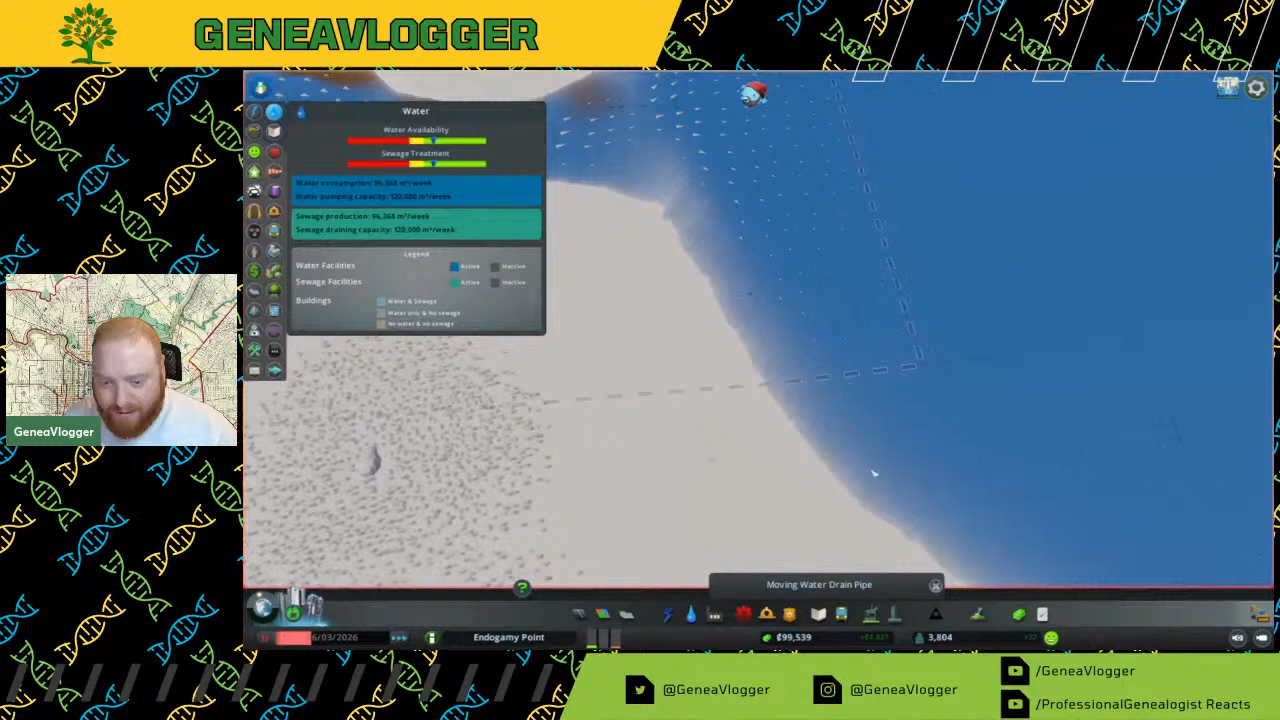 GENEAVLOGGER
Water
Water Availability
Sewage Treatment
Water consumption: 96,368 m³/week
Water pumping capacity: 120,000 m³/week
Sewage production: 96,368 m³/week
Sewage draining capacity: 120,000 m³/week
Legend
Water Facilities Active Inactive
Sewage Facilities Active Inactive
Buildings Water & Sewage
Water only & No sewage
No water & no sewage
GeneaVlogger
Moving Water Drain Pipe
?
6/03/2026
Endogamy Point
₡99,539
3,804
@GeneaVlogger
@GeneaVlogger
/GeneaVlogger
/ProfessionalGenealogist Reacts